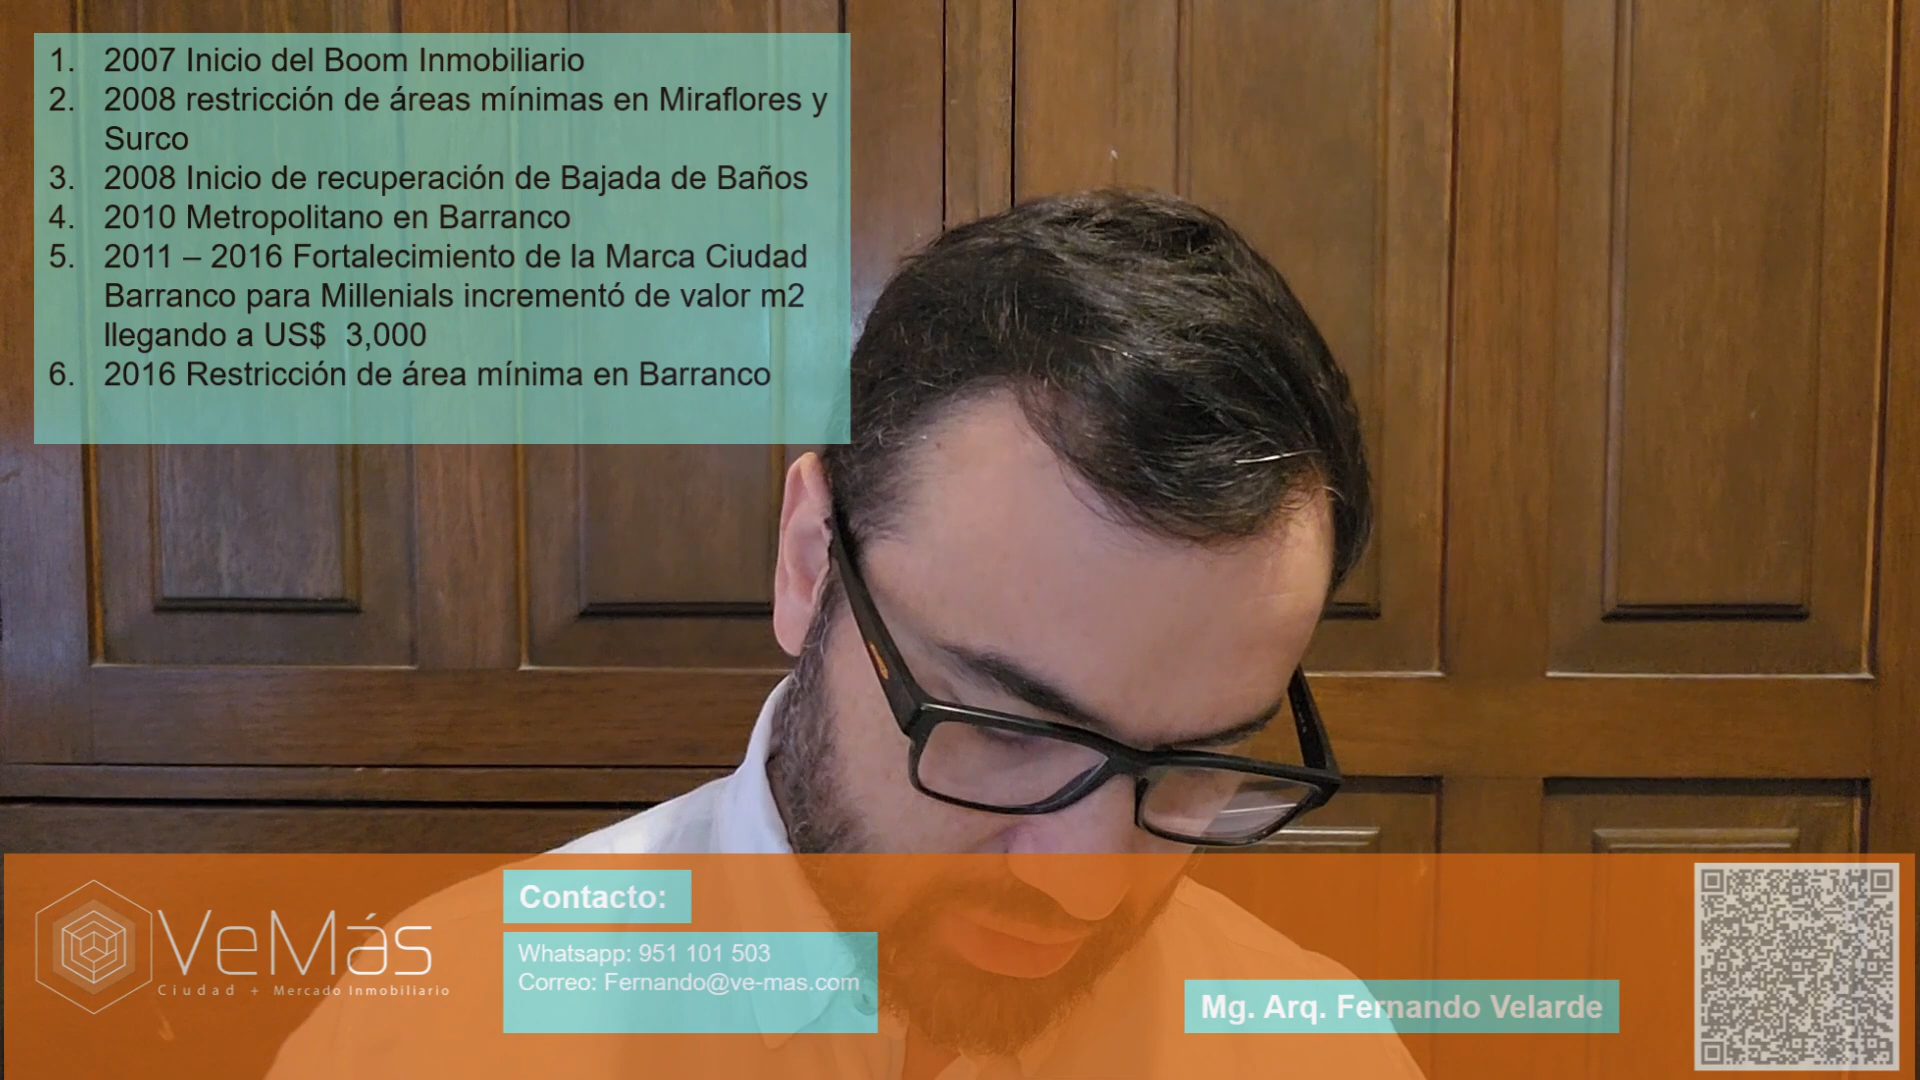 1. 2007 Inicio del Boom Inmobiliario
2. 2008 restricción de áreas mínimas en Miraflores y
Surco
3. 2008 Inicio de recuperación de Bajada de Baños
4. 2010 Metropolitano en Barranco
5. 2011 – 2016 Fortalecimiento de la Marca Ciudad
Barranco para Millenials incrementó de valor m2
llegando a US$  3,000
6. 2016 Restricción de área mínima en Barranco
VeMás
Ciudad + Mercado Inmobiliario
Contacto:
Whatsapp: 951 101 503
Correo: Fernando@ve-mas.com
Mg. Arq. Fernando Velarde